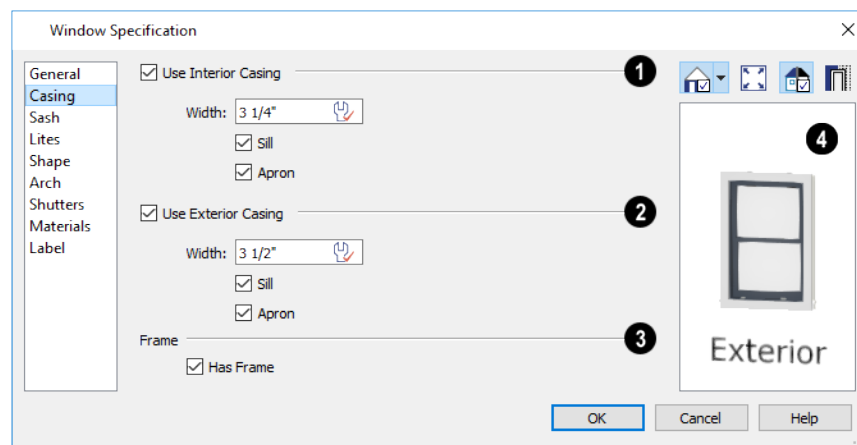 Window Specification
General
Casing
Sash
Lites
Shape
Arch
Shutters
Materials
Label
Use Interior Casing
1
Width: 3 1/4"
Sill
Apron
Use Exterior Casing
2
Width: 3 1/2"
Sill
Apron
Frame
3
Has Frame
4
Exterior
OK Cancel Help